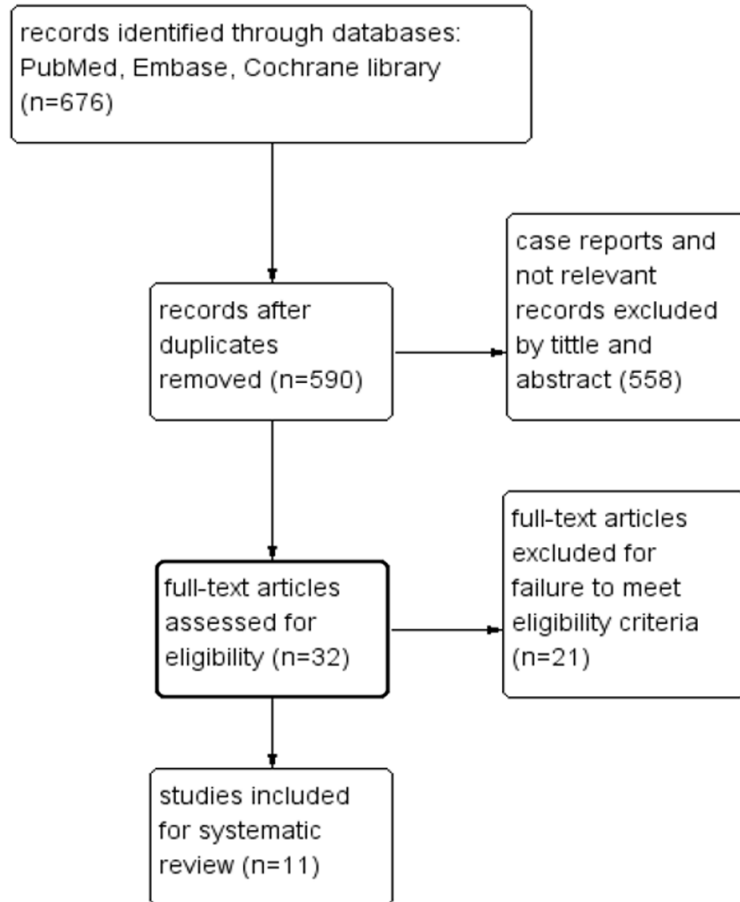 records identified through databases:
PubMed, Embase, Cochrane library
(n=676)
records after
duplicates
removed (n=590)
case reports and
not relevant
records excluded
by tittle and
abstract (558)
full-text articles
assessed for
eligibility (n=32)
full-text articles
excluded for
failure to meet
eligibility criteria
(n=21)
studies included
for systematic
review (n=11)